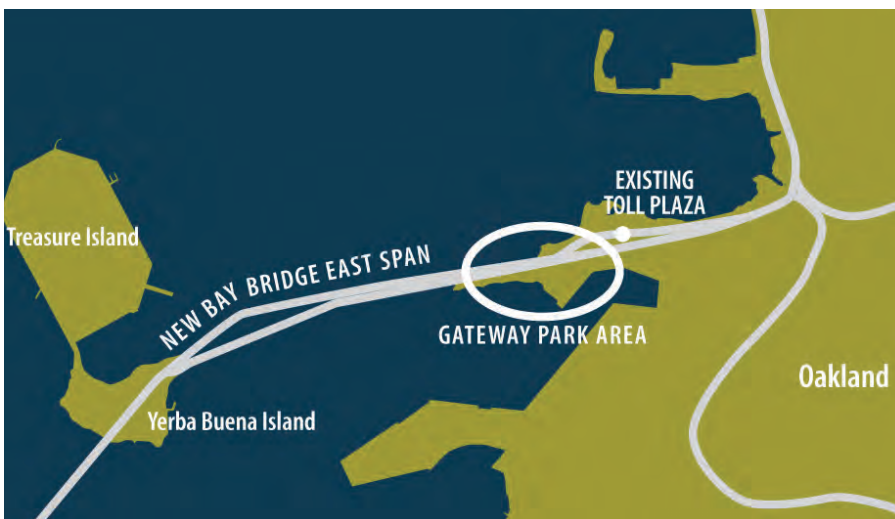 EXISTING
TOLL PLAZA
Treasure Island
NEW BAY BRIDGE EAST SPAN
GATEWAY PARK AREA
Oakland
Yerba Buena Island